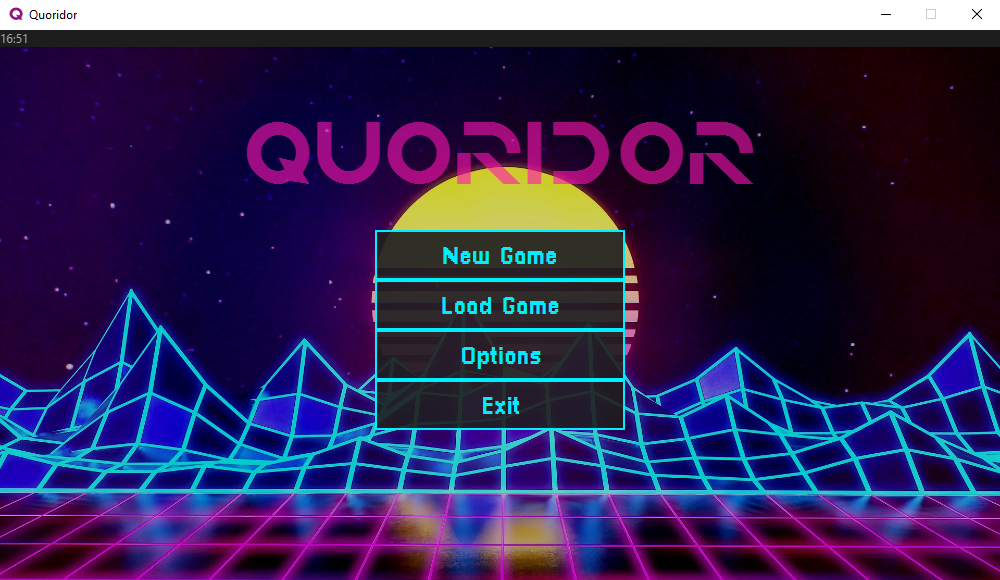 Quoridor
16:51
QUORIDOR
New Game
Load Game
Options
Exit